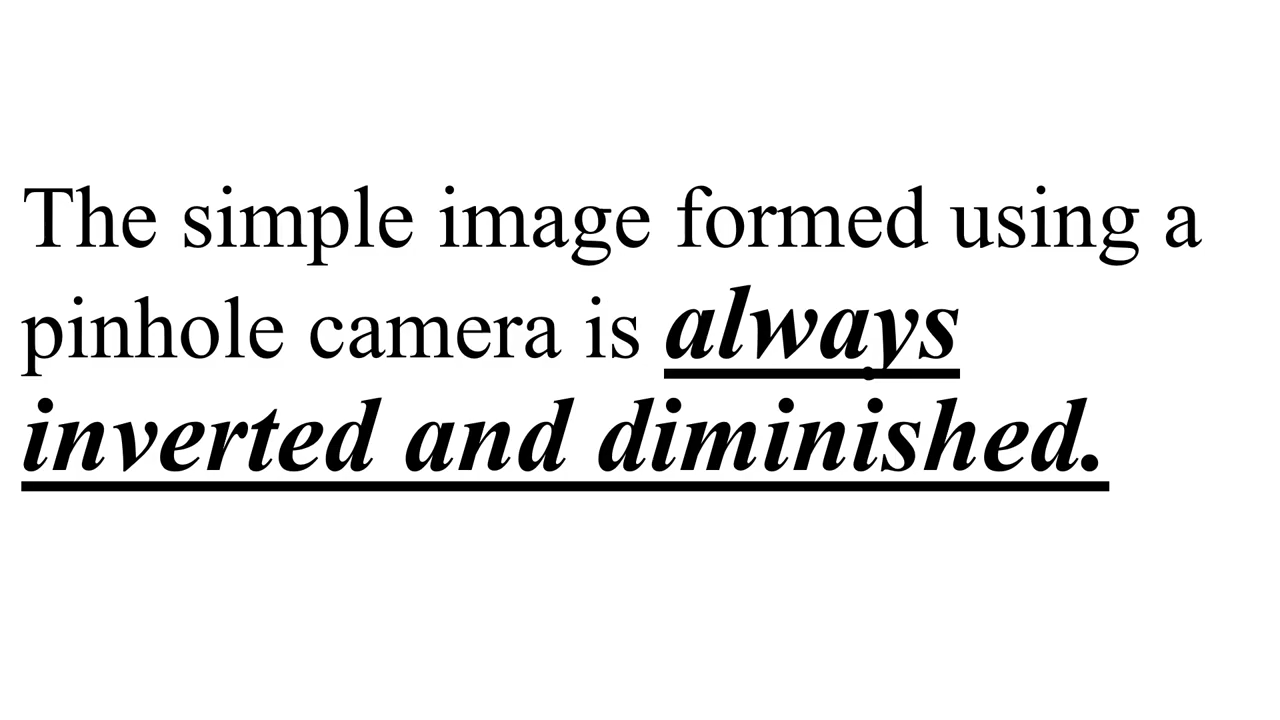 The simple image formed using a
pinhole camera is always
inverted and diminished.